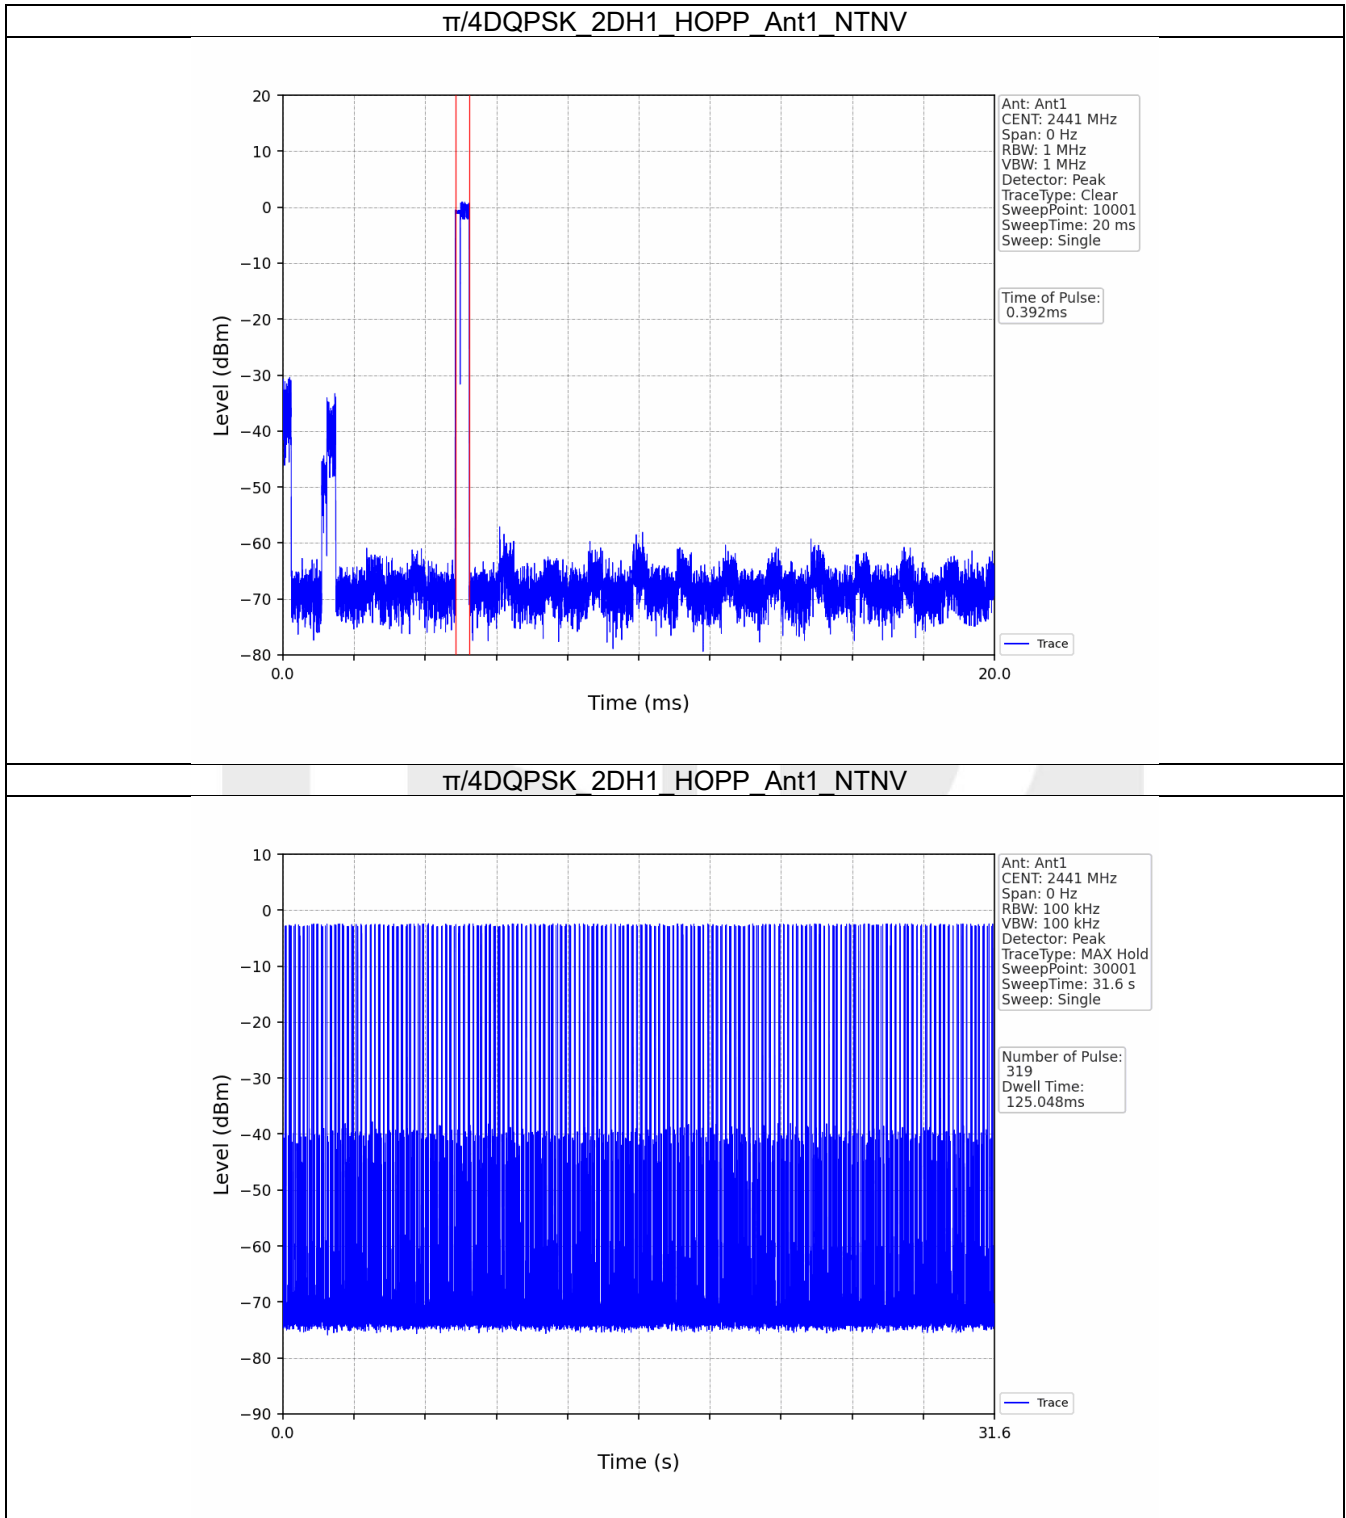 π/4DQPSK_2DH1_HOPP_Ant1_NTNV
20
10
0
−10
−20
−30
−40
−50
−60
−70
−80
Level (dBm)
0.0
20.0
Time (ms)
Ant: Ant1
CENT: 2441 MHz
Span: 0 Hz
RBW: 1 MHz
VBW: 1 MHz
Detector: Peak
TraceType: Clear
SweepPoint: 10001
SweepTime: 20 ms
Sweep: Single
Time of Pulse:
0.392ms
Trace
π/4DQPSK_2DH1_HOPP_Ant1_NTNV
10
0
−10
−20
−30
−40
−50
−60
−70
−80
−90
Level (dBm)
0.0
31.6
Time (s)
Ant: Ant1
CENT: 2441 MHz
Span: 0 Hz
RBW: 100 kHz
VBW: 100 kHz
Detector: Peak
TraceType: MAX Hold
SweepPoint: 30001
SweepTime: 31.6 s
Sweep: Single
Number of Pulse:
319
Dwell Time:
125.048ms
Trace